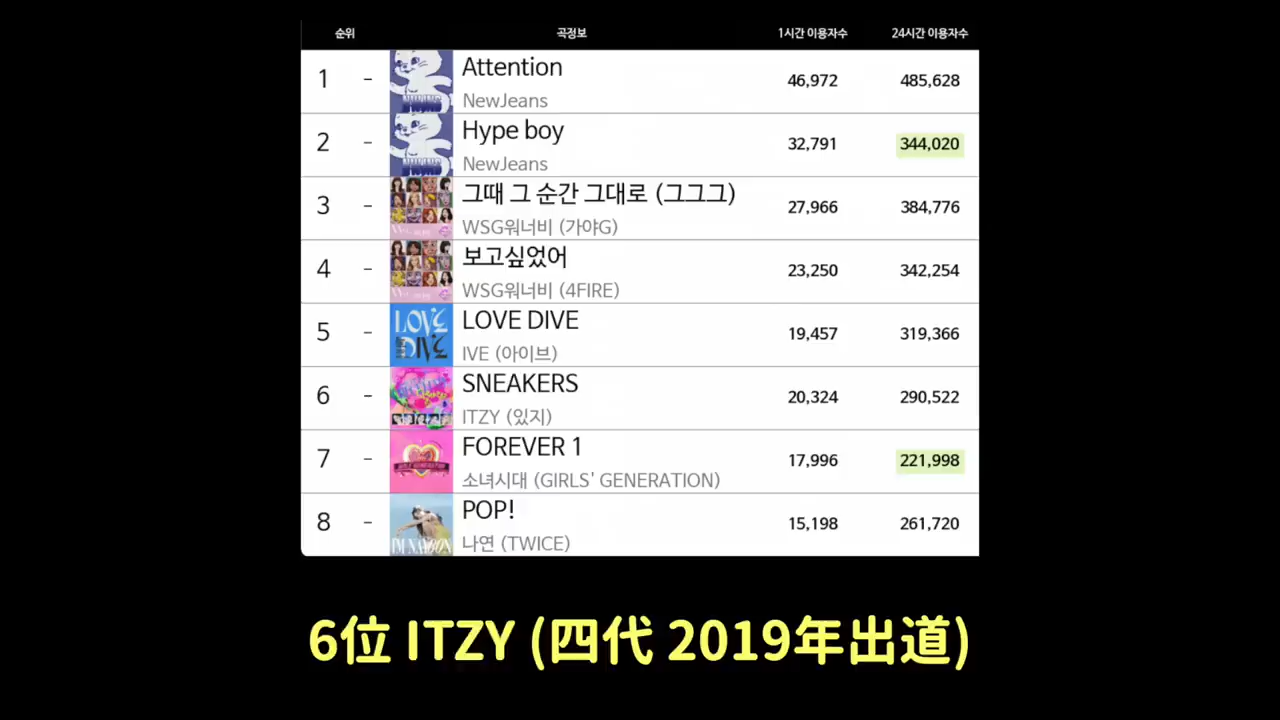 순위 곡정보 1시간 이용자수 24시간 이용자수
1 - Attention 46,972 485,628
NewJeans
2 - Hype boy 32,791 344,020
NewJeans
3 - 그때 그 순간 그대로 (그그그) 27,966 384,776
WSG워너비 (가야G)
4 - 보고싶었어 23,250 342,254
WSG워너비 (4FIRE)
5 - LOVE DIVE 19,457 319,366
IVE (아이브)
6 - SNEAKERS 20,324 290,522
ITZY (있지)
7 - FOREVER 1 17,996 221,998
소녀시대 (GIRLS' GENERATION)
8 - POP! 15,198 261,720
나연 (TWICE)
LOVE
DIVE
GIRLS' GENERATION
IM NAYEON
6位 ITZY (四代 2019年出道)